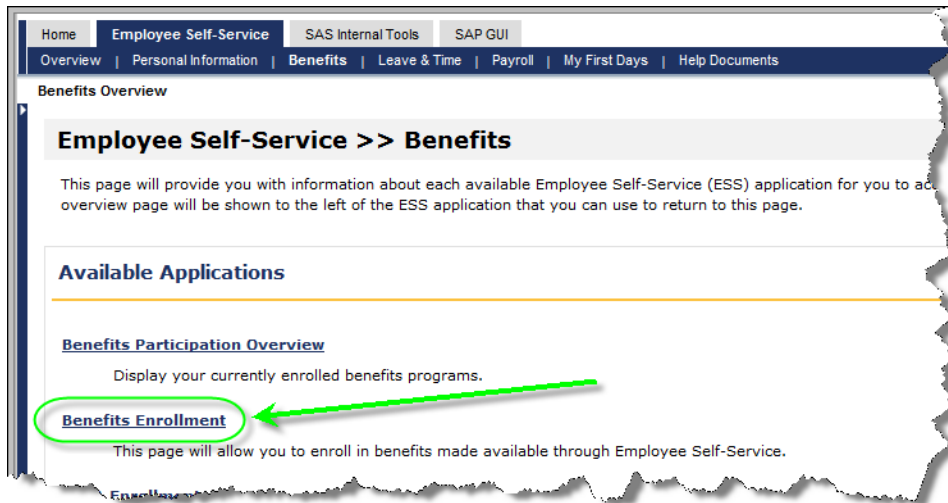 Home Employee Self-Service SAS Internal Tools SAP GUI
Overview | Personal Information | Benefits | Leave & Time | Payroll | My First Days | Help Documents
Benefits Overview
Employee Self-Service >> Benefits
This page will provide you with information about each available Employee Self-Service (ESS) application for you to
overview page will be shown to the left of the ESS application that you can use to return to this page.
Available Applications
Benefits Participation Overview
Display your currently enrolled benefits programs.
Benefits Enrollment
This page will allow you to enroll in benefits made available through Employee Self-Service.